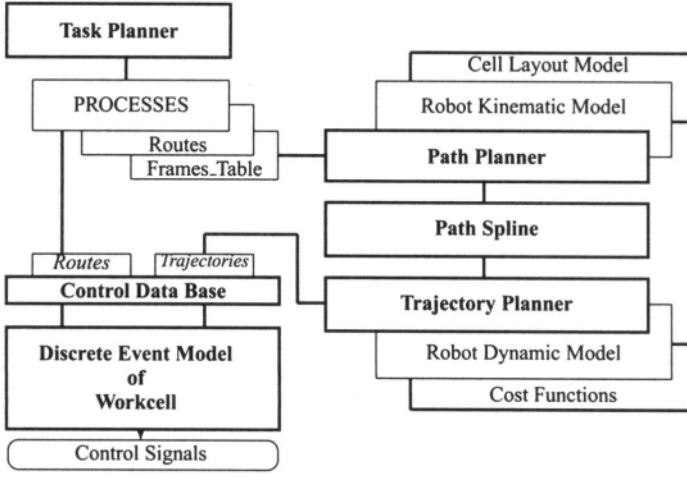 Task Planner
PROCESSES
Routes
Frames_Table
Cell Layout Model
Robot Kinematic Model
Path Planner
Path Spline
Trajectory Planner
Robot Dynamic Model
Cost Functions
Routes
Trajectories
Control Data Base
Discrete Event Model
of
Workcell
Control Signals